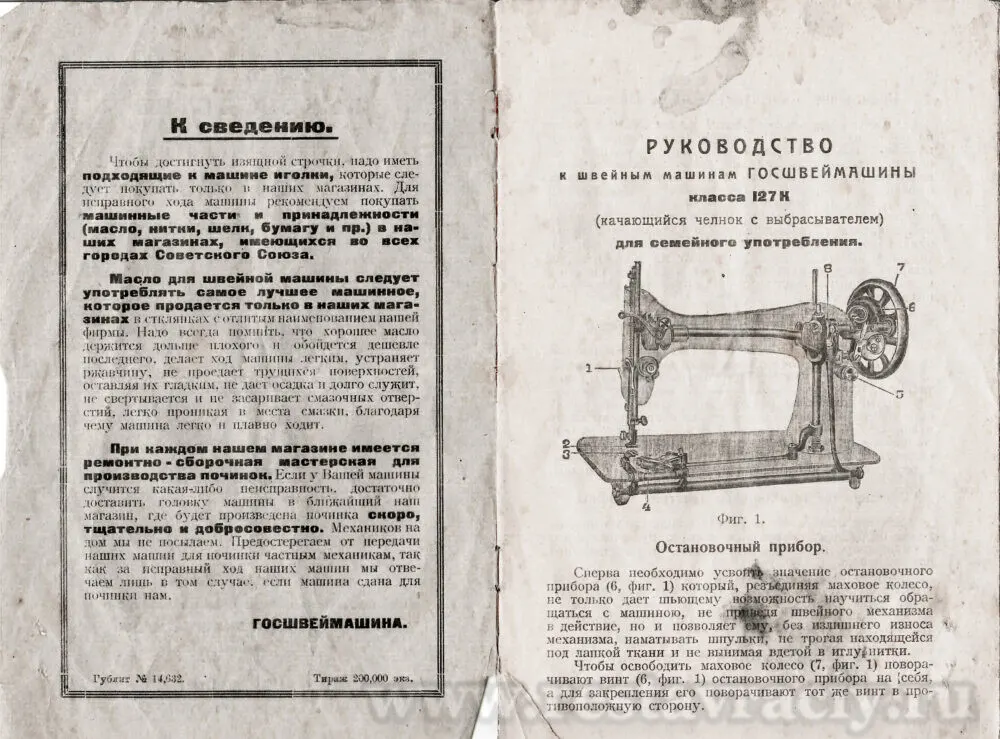 К сведению.
Чтобы достигнуть изящной строчки, надо иметь
подходящие к машине иголки, которые сле-
дует покупать только в наших магазинах. Для
исправного хода машины рекомендуем покупать
машинные части и принадлежности
(масло, нитки, шелк, бумагу и пр.) в на-
ших магазинах, имеющихся во всех
городах Советского Союза.
Масло для швейной машины следует
употреблять самое лучшее машинное,
которое продается только в наших мага-
зинах в стклянках с отлитым наименованием нашей
фирмы. Надо всегда помнить, что хорошее масло
держится дольше плохого и обойдется дешевле
последнего, делает ход машины легким, устраняет
ржавчину, не проедает трущихся поверхностей,
оставляя их гладким, не дает осадка и долго служит,
не свертывается и не засаривает смазочных отвер-
стий, легко проникая в места смазки, благодаря
чему машина легко и плавно ходит.
При каждом нашем магазине имеется
ремонтно-сборочная мастерская для
производства починок. Если у Вашей машины
случится какая-либо неисправность, достаточно
доставить головку машины в ближайший наш
магазин, где будет произведена починка скоро,
тщательно и добросовестно. Механиков на
дом мы не посылаем. Предостерегаем от передачи
наших машин для починки частным механикам, так
как за исправный ход наших машин мы отве-
чаем лишь в том случае, если машина сдана для
починки нам.
ГОСШВЕЙМАШИНА.
Гублит № 14,632. Тираж 200,000 экз.
РУКОВОДСТВО
к швейным машинам ГОСШВЕЙМАШИНЫ
класса 127К
(качающийся челнок с выбрасывателем)
для семейного употребления.
8
7
6
1
5
2
3
4
Фиг. 1.
Остановочный прибор.
Сперва необходимо усвоить значение остановочного
прибора (6, фиг. 1) который, резъединяя маховое колесо,
не только дает шьющему возможность научиться обра-
щаться с машиною, не приведя швейного механизма
в действие, но и позволяет ему, без излишнего износа
механизма, наматывать шпульки, не трогая находящейся
под лапкой ткани и не вынимая вдетой в иглу нитки.
Чтобы освободить маховое колесо (7, фиг. 1) повора-
чивают винт (6, фиг. 1) остановочного прибора на себя,
а для закрепления его поворачивают тот же винт в про-
тивоположную сторону.